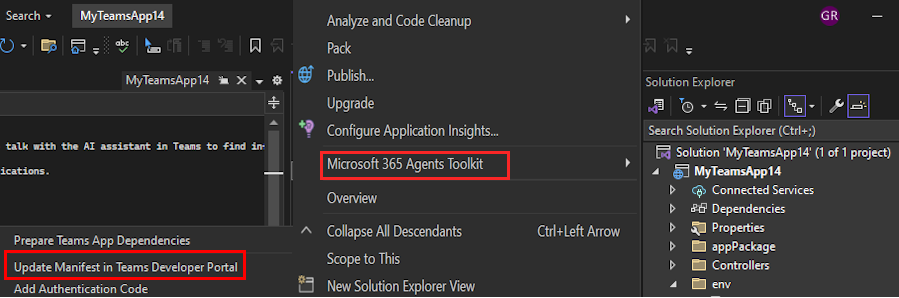 Search
MyTeamsApp14
GR
abc
MyTeamsApp14
talk with the AI assistant in Teams to find in
ications.
Prepare Teams App Dependencies
Update Manifest in Teams Developer Portal
Add Authentication Code
Analyze and Code Cleanup
Pack
Publish...
Upgrade
Configure Application Insights...
Microsoft 365 Agents Toolkit
Overview
Collapse All Descendants Ctrl+Left Arrow
Scope to This
New Solution Explorer View
Solution Explorer
Search Solution Explorer (Ctrl+;)
Solution 'MyTeamsApp14' (1 of 1 project)
MyTeamsApp14
Connected Services
Dependencies
Properties
appPackage
Controllers
env